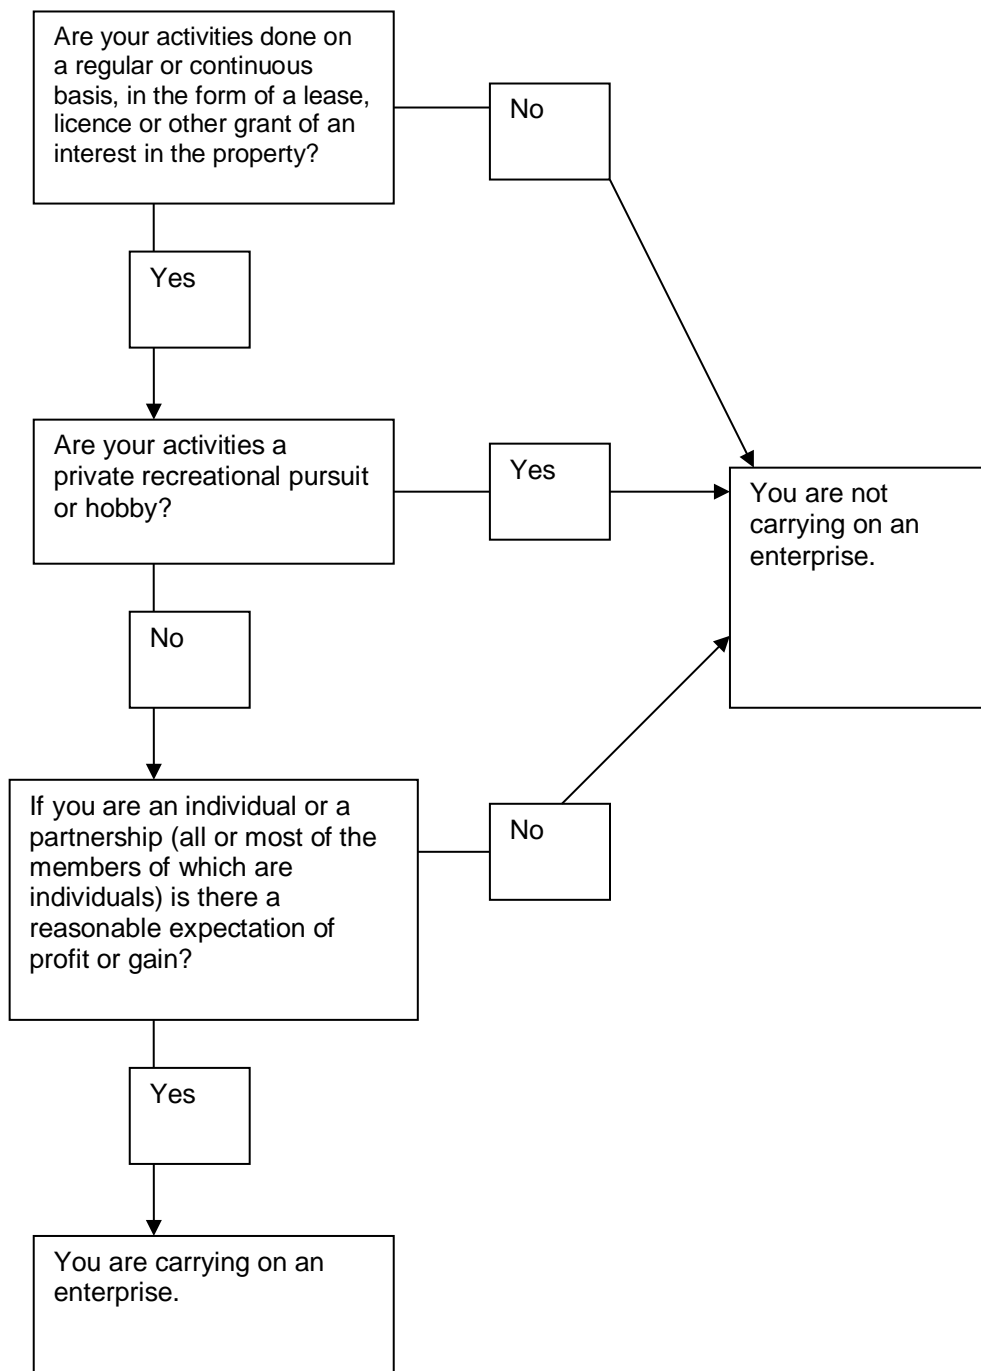 Are your activities done on
a regular or continuous
basis, in the form of a lease,
licence or other grant of an
interest in the property?
No
Yes
Are your activities a
private recreational pursuit
or hobby?
Yes
You are not
carrying on an
enterprise.
No
If you are an individual or a
partnership (all or most of the
members of which are
individuals) is there a
reasonable expectation of
profit or gain?
No
Yes
You are carrying on an
enterprise.